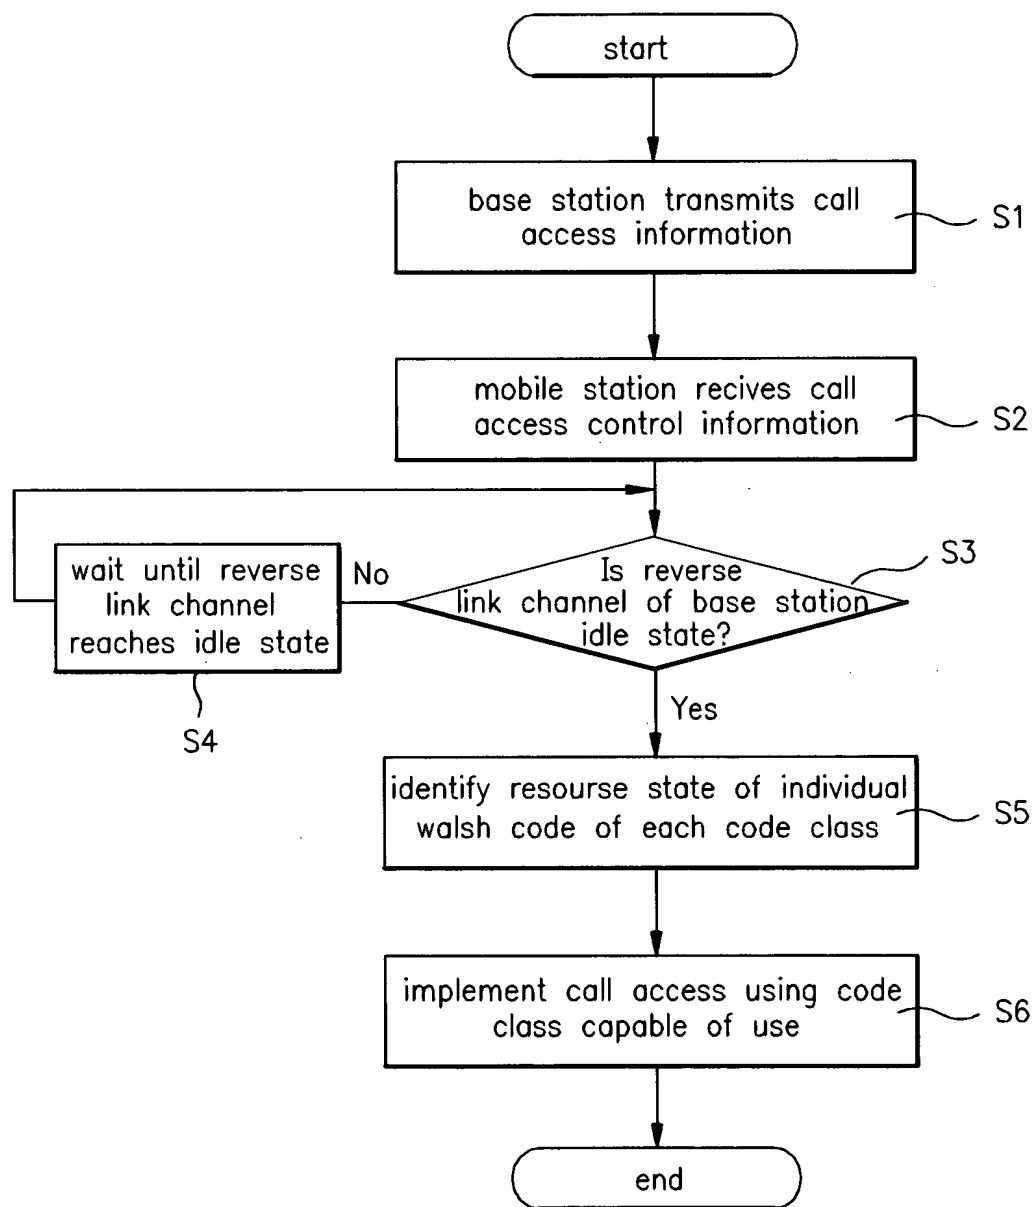 start
base station transmits call
access information
S1
mobile station recives call
access control information
S2
S3
Is reverse
link channel of base station
idle state?
No
wait until reverse
link channel
reaches idle state
S4
Yes
identify resourse state of individual
walsh code of each code class
S5
implement call access using code
class capable of use
S6
end